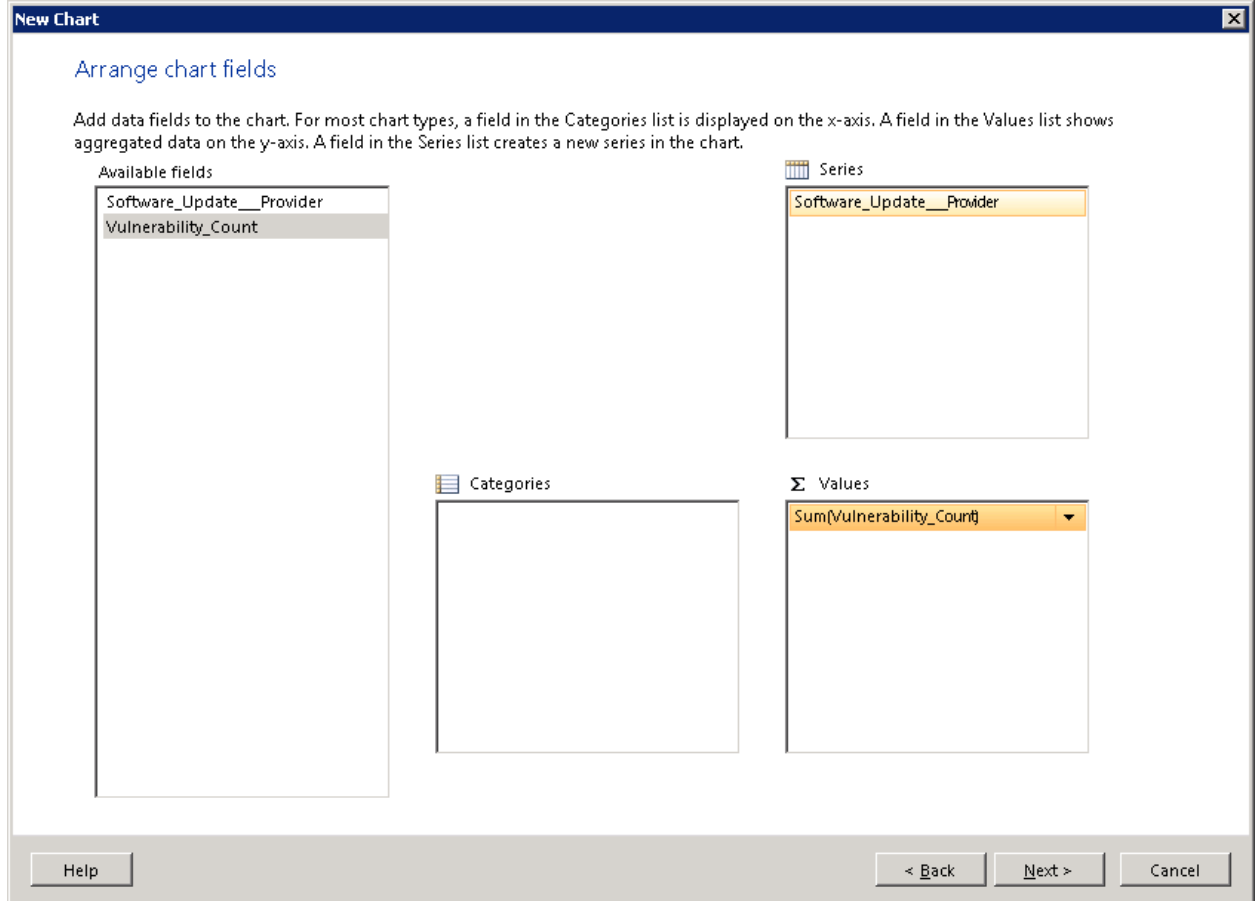 New Chart
Arrange chart fields
Add data fields to the chart. For most chart types, a field in the Categories list is displayed on the x-axis. A field in the Values list shows
aggregated data on the y-axis. A field in the Series list creates a new series in the chart.
Available fields
Software_Update___Provider
Vulnerability_Count
Series
Software_Update___Provider
Categories
Σ Values
Sum(Vulnerability_Count)
Help
< Back
Next >
Cancel